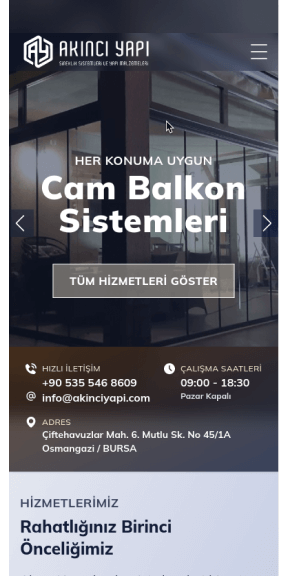 AKINCI YAPI
HER KONUMA UYGUN
Cam Balkon
Sistemleri
TÜM HİZMETLERİ GÖSTER
HIZLI İLETİŞİM
+90 535 546 8609
info@akinciyapi.com
ÇALIŞMA SAATLERİ
09:00 - 18:30
Pazar Kapalı
ADRES
Çiftehavuzlar Mah. 6. Mutlu Sk. No 45/1A
Osmangazi / BURSA
HİZMETLERİMİZ
Rahatlığınız Birinci
Önceliğimiz